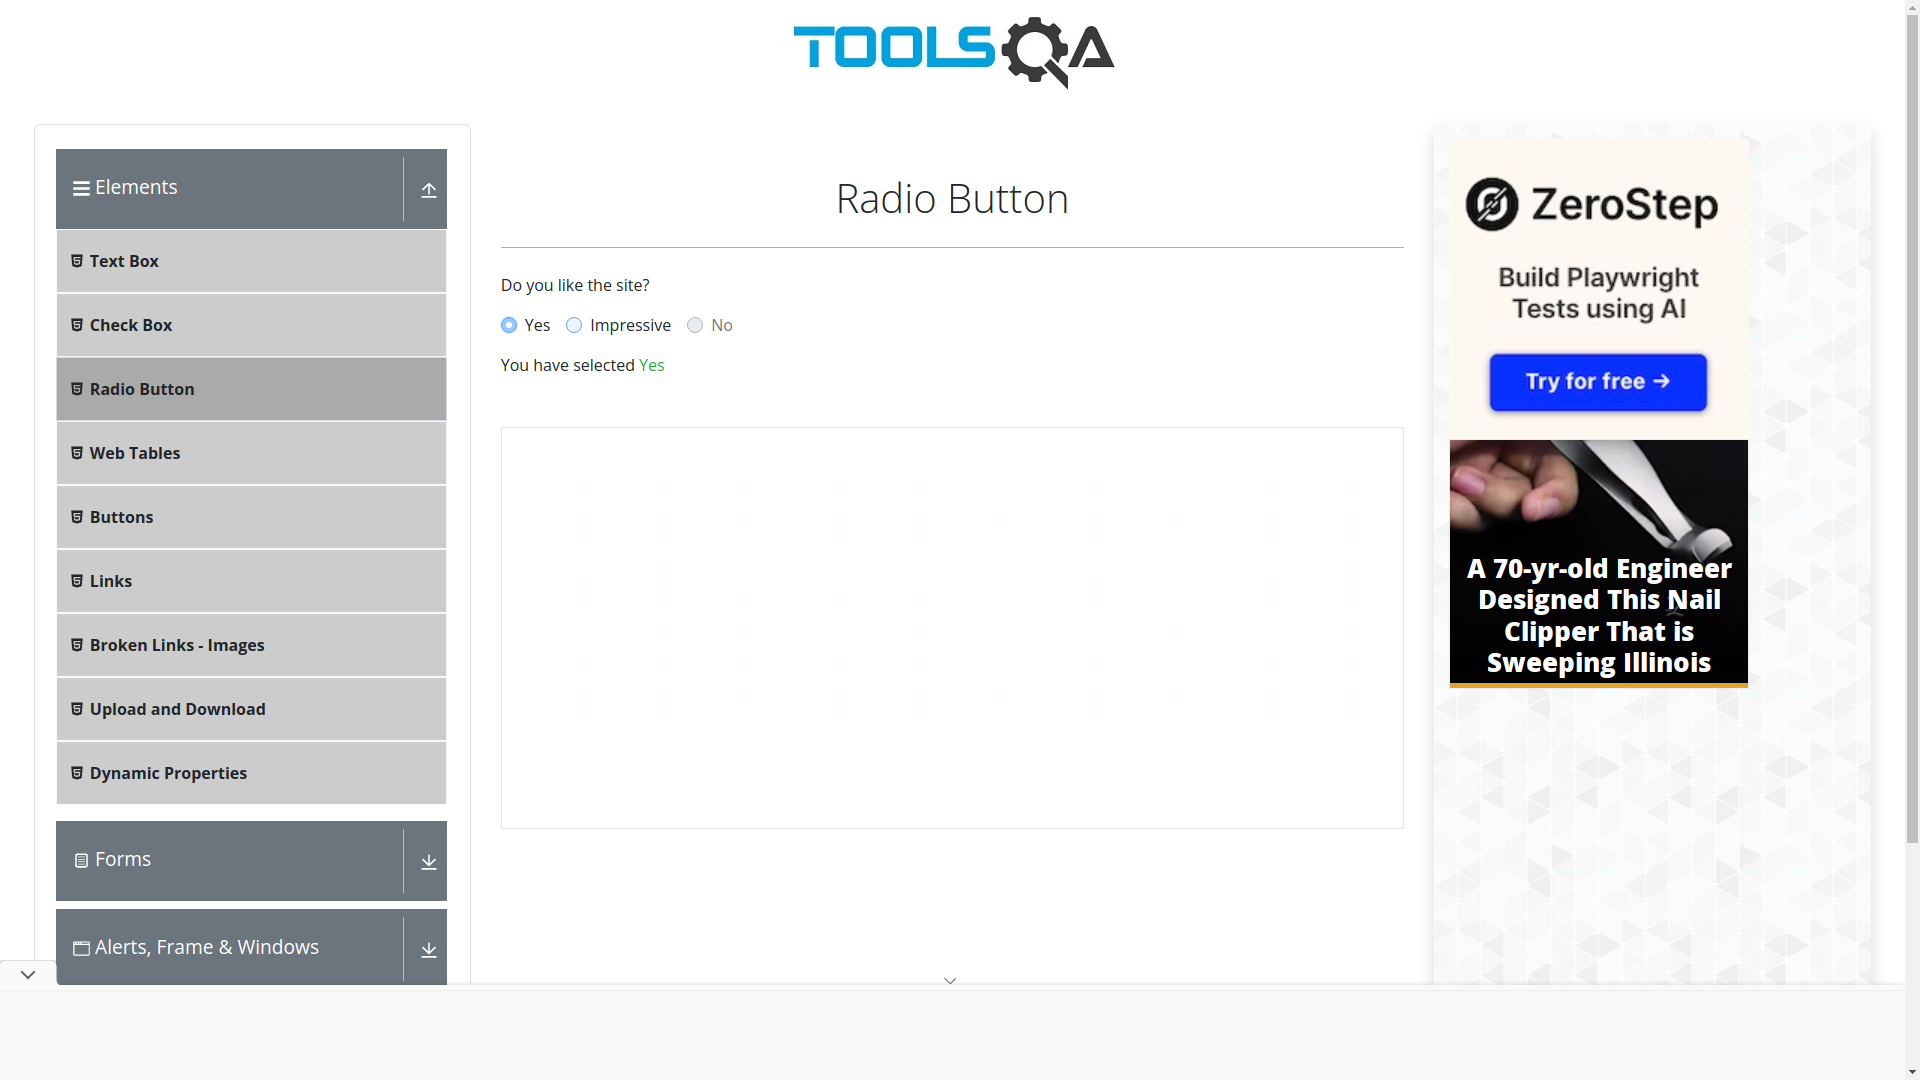 TOOLSQA
Elements
Text Box
Check Box
Radio Button
Web Tables
Buttons
Links
Broken Links - Images
Upload and Download
Dynamic Properties
Forms
Alerts, Frame & Windows
Radio Button
Do you like the site?
Yes Impressive No
You have selected Yes
ZeroStep
Build Playwright
Tests using AI
Try for free →
A 70-yr-old Engineer
Designed This Nail
Clipper That is
Sweeping Illinois